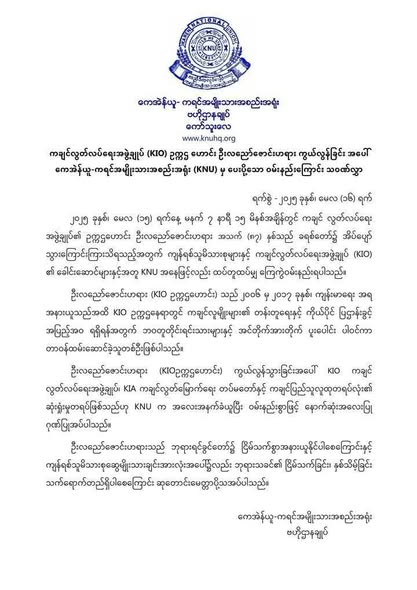 KAREN NATIONAL UNION
KNU
ကေအဲန်ယူ- ကရင်အမျိုးသားအစည်းအရုံး
ဗဟိုဌာနချုပ်
ကော်သူးလေ
www.knuhq.org
ကချင်လွတ်လပ်ရေးအဖွဲ့ချုပ် (KIO) ဥက္ကဋ္ဌ ဟောင်း ဦးလညော်ဇောင်းဟရား ကွယ်လွန်ခြင်း အပေါ်
ကေအဲန်ယူ-ကရင်အမျိုးသားအစည်းအရုံး (KNU) မှ ပေးပို့သော ဝမ်းနည်းကြောင်း သဝဏ်လွှာ
ရက်စွဲ - ၂၀၂၅ ခုနှစ်၊ မေလ (၁၆) ရက်
၂၀၂၅ ခုနှစ်၊ မေလ (၁၅) ရက်နေ့ မနက် ၇ နာရီ ၁၅ မိနစ်အချိန်တွင် ကချင် လွတ်လပ်ရေး
အဖွဲ့ချုပ်၏ ဥက္ကဋ္ဌဟောင်း ဦးလညော်ဇောင်းဟရား အသက် (၈၇) နှစ်သည် ခရစ်တော်၌ အိပ်ပျော်
သွားကြောင်းကြားသိရသည့်အတွက် ကျန်ရစ်သူမိသားစုများနှင့် ကချင်လွတ်လပ်ရေးအဖွဲ့ချုပ် (KIO)
၏ ခေါင်းဆောင်များနှင့်အတူ KNU အနေဖြင့်လည်း ထပ်တူထပ်မျှ ကြေကွဲဝမ်းနည်းရပါသည်။
ဦးလညော်ဇောင်းဟရား (KIO ဥက္ကဋ္ဌဟောင်း) သည် ၂၀၀၆ မှ ၂၀၁၇ ခုနှစ်၊ ကျန်းမာရေး အရ
အနားယူသည်အထိ KIO ဥက္ကဋ္ဌနေရာတွင် ကချင်လူမျိုးများ၏ တန်းတူရေးနှင့် ကိုယ်ပိုင် ပြဋ္ဌာန်းခွင့်
အပြည့်အဝ ရရှိရန်အတွက် ဘဝတူတိုင်းရင်းသားများနှင့် အင်တိုက်အားတိုက် ပူးပေါင်း ပါဝင်ကာ
တာဝန်ထမ်းဆောင်ခဲ့သူတစ်ဦးဖြစ်ပါသည်။
ဦးလညော်ဇောင်းဟရား (KIOဥက္ကဋ္ဌဟောင်း) ကွယ်လွန်သွားခြင်းအပေါ် KIO ကချင်
လွတ်လပ်ရေးအဖွဲ့ချုပ်၊ KIA ကချင်လွတ်မြောက်ရေး တပ်မတော်နှင့် ကချင်ပြည်သူလူထုတရပ်လုံး၏
ဆုံးရှုံးမှုတရပ်ဖြစ်သည်ဟု KNU က အလေးအနက်ခံယူပြီး ဝမ်းနည်းစွာဖြင့် နောက်ဆုံးအလေးပြု
ဂုဏ်ပြုအပ်ပါသည်။
ဦးလညော်ဇောင်းဟရားသည် ဘုရားရင်ခွင်တော်၌ ငြိမ်သက်စွာအနားယူနိုင်ပါစေကြောင်းနှင့်
ကျန်ရစ်သူမိသားစုဆွေမျိုးသားချင်းအားလုံးအပေါ်၌လည်း ဘုရားသခင်၏ ငြိမ်သက်ခြင်း၊ နှစ်သိမ့်ခြင်း
သက်ရောက်တည်ရှိပါစေကြောင်း ဆုတောင်းမေတ္တာပို့သအပ်ပါသည်။
ကေအဲန်ယူ-ကရင်အမျိုးသားအစည်းအရုံး
ဗဟိုဌာနချုပ်